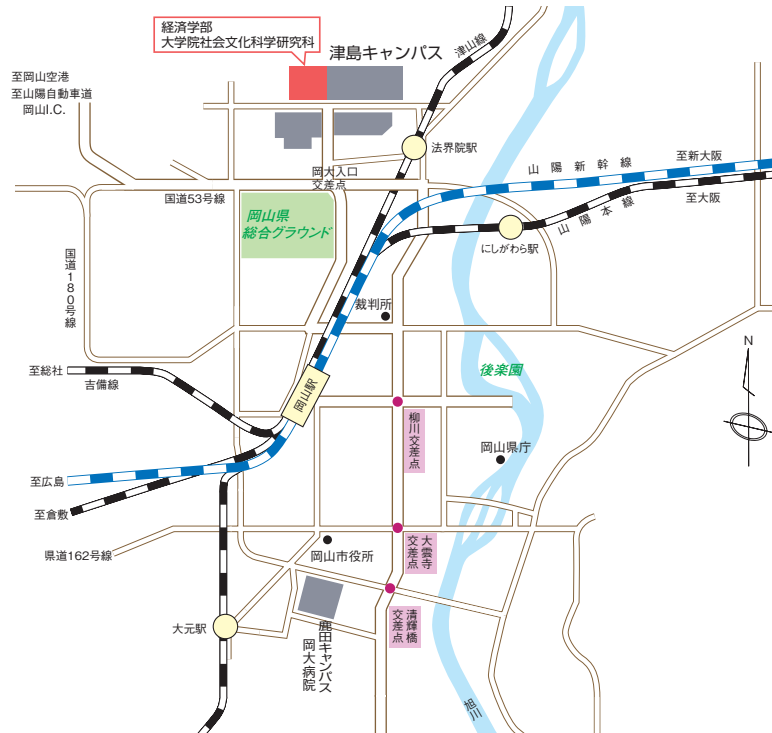 経済学部
大学院社会文化科学研究科
津島キャンパス
津山線
至岡山空港
至山陽自動車道
岡山I.C.
法界院駅
岡大入口
交差点
山陽新幹線
至新大阪
至大阪
山陽本線
国道53号線
岡山県
総合グラウンド
にしがわら駅
国道180号線
裁判所
N
至総社
吉備線
岡山駅
後楽園
柳川交差点
岡山県庁
至広島
至倉敷
県道162号線
岡山市役所
大雲寺
交差点
清輝橋
交差点
大元駅
鹿田キャンパス
岡大病院
旭川